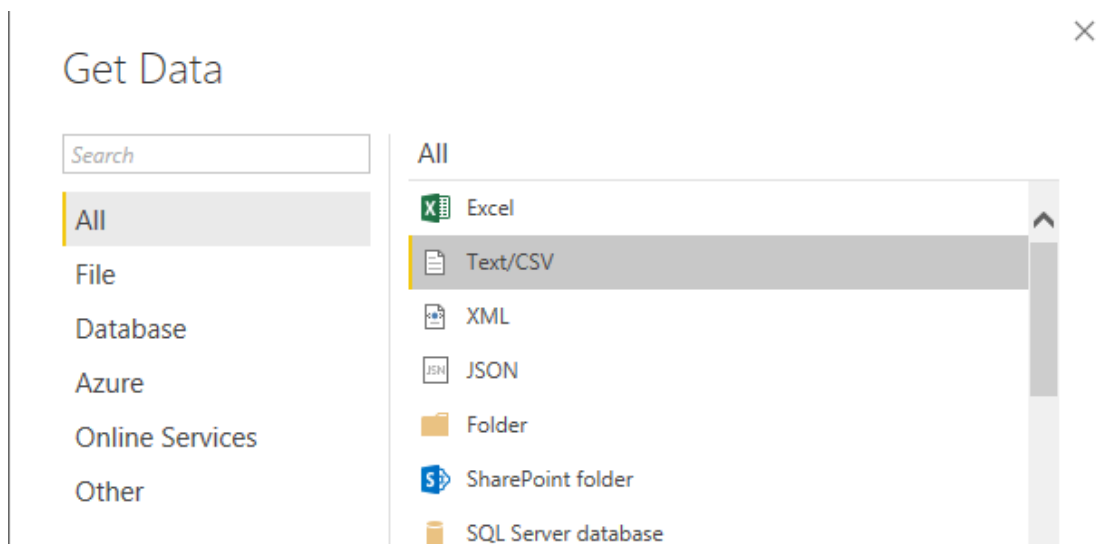 Get Data
Search
All
File
Database
Azure
Online Services
Other
All
Excel
Text/CSV
XML
JSN JSON
Folder
SharePoint folder
SQL Server database